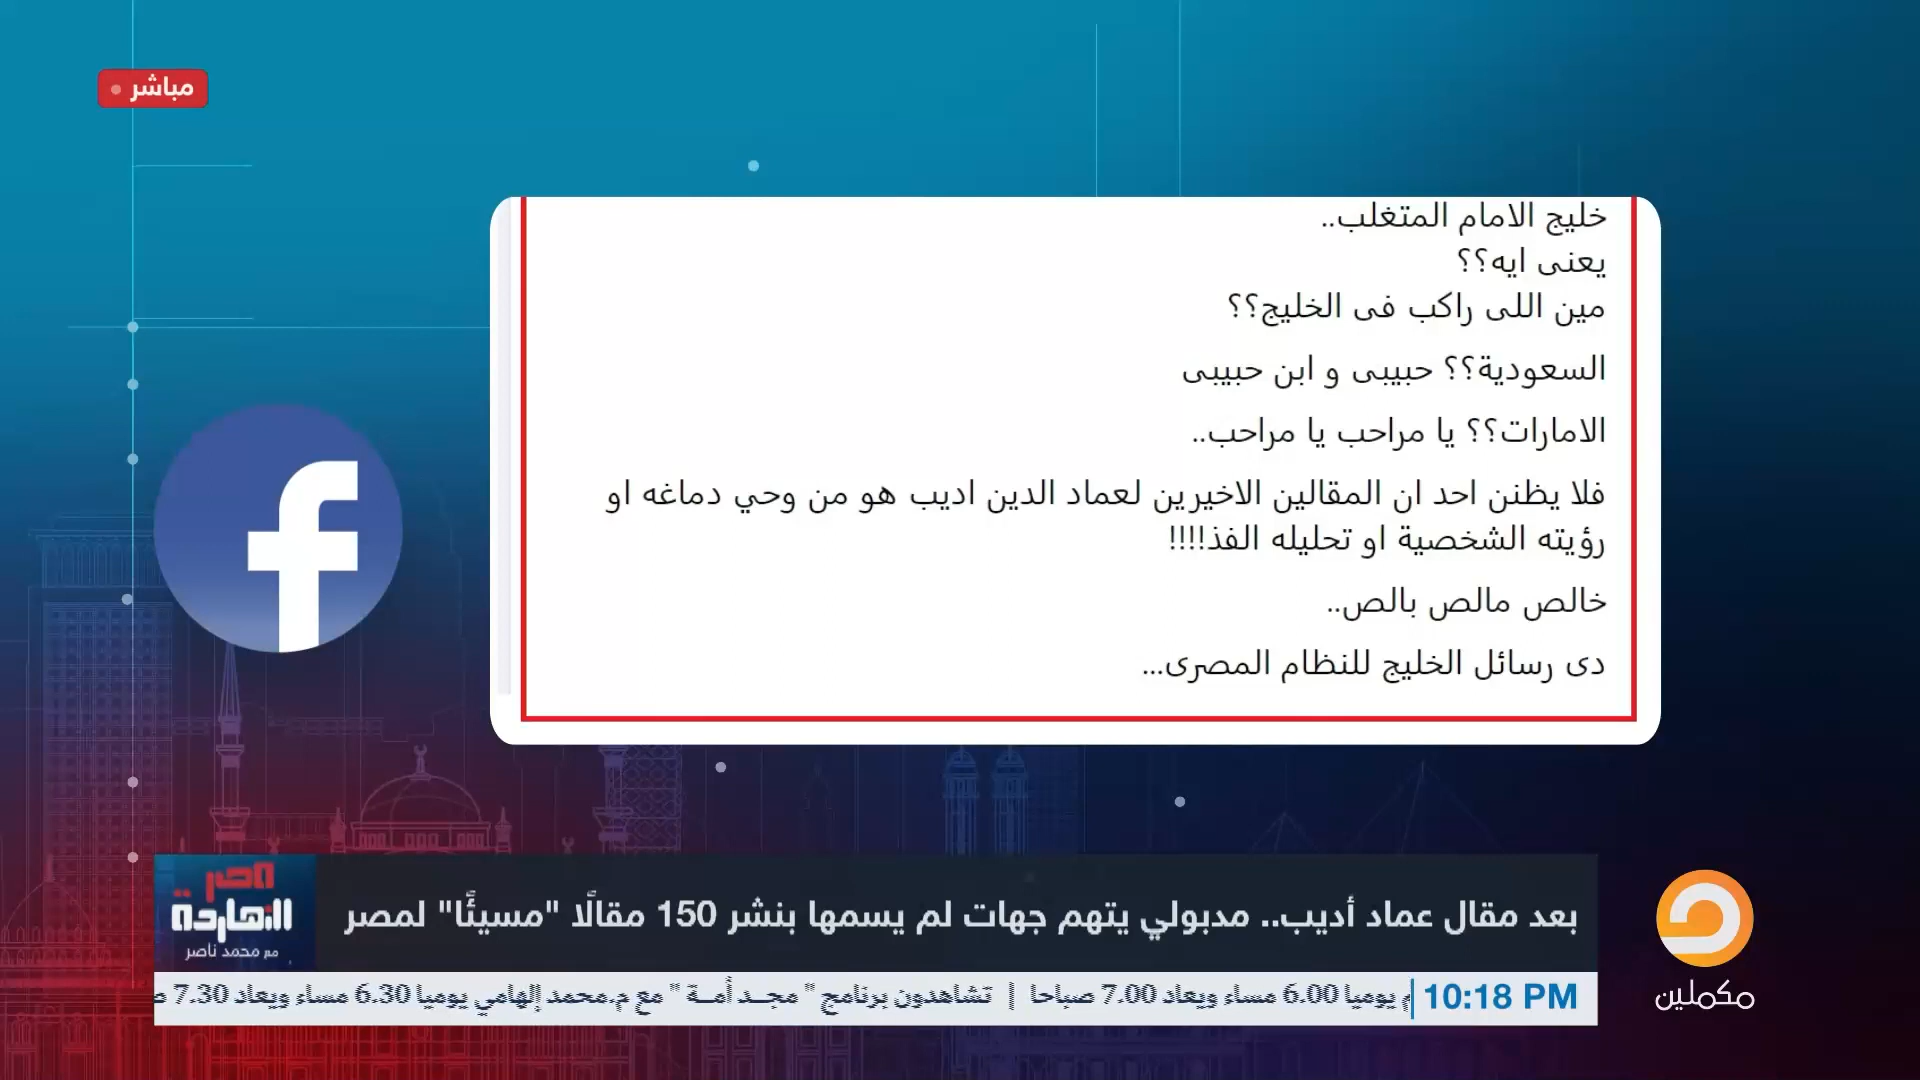 مباشر
خليج الامام المتغلب..
يعنى ايه؟؟
مين اللى راكب فى الخليج؟؟
السعودية؟؟ حبيبى و ابن حبيبى
الامارات؟؟ يا مراحب يا مراحب..
فلا يظنن احد ان المقالين الاخيرين لعماد الدين اديب هو من وحي دماغه او
رؤيته الشخصية او تحليله الفذ!!!!
خالص مالص بالص..
دى رسائل الخليج للنظام المصرى...
مصر
النهاردة
مع محمد ناصر
بعد مقال عماد أديب.. مدبولي يتهم جهات لم يسمها بنشر 150 مقالًا "مسيئًا" لمصر
10:18 PM
يوميا 6.00 مساء ويعاد 7.00 صباحا | تشاهدون برنامج " مجـد أمـة " مع م.محمد إلهامي يوميا 6.30 مساء ويعاد 7.30
مكملين